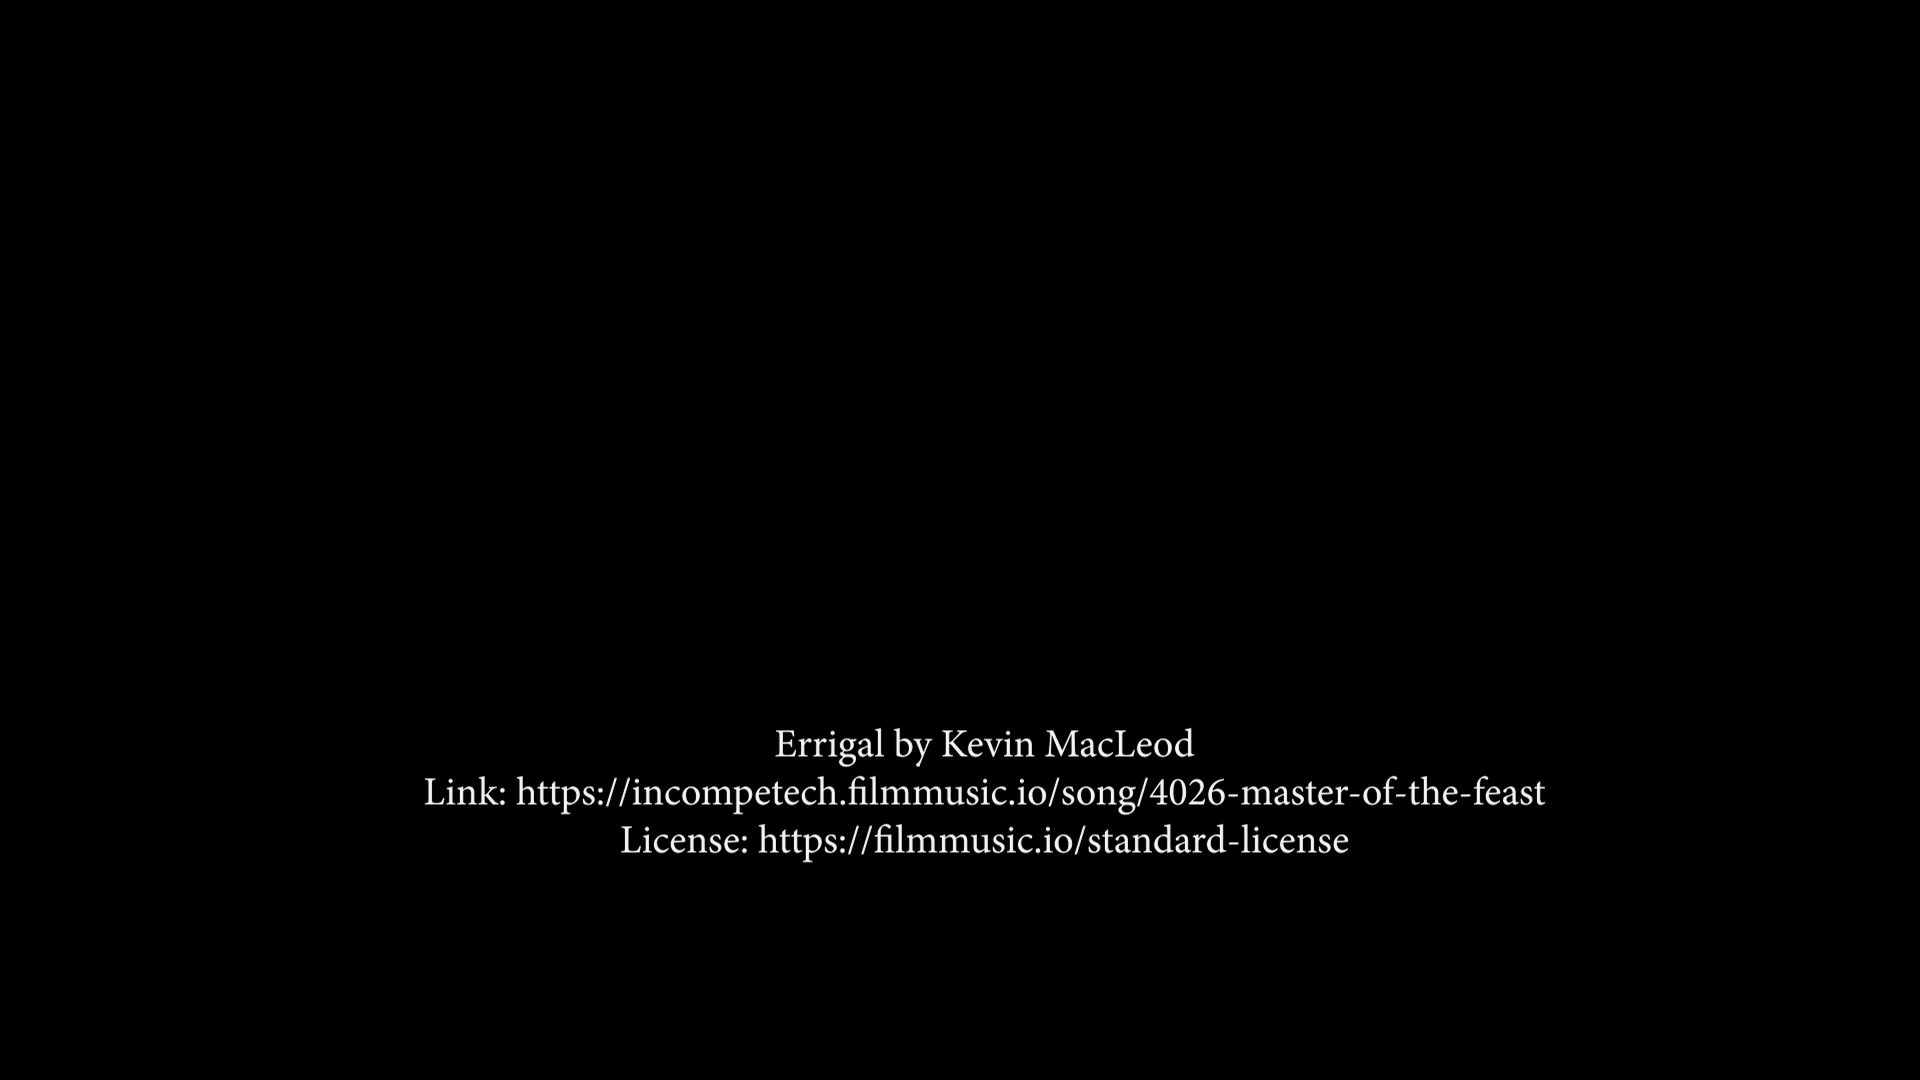 Errigal by Kevin MacLeod
Link: https://incompetech.filmmusic.io/song/4026-master-of-the-feast
License: https://filmmusic.io/standard-license